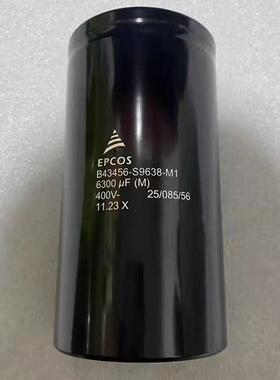 EPCOS
B43456-S9638-M1
6300 µF (M)
400V- 25/085/56
11.23 X